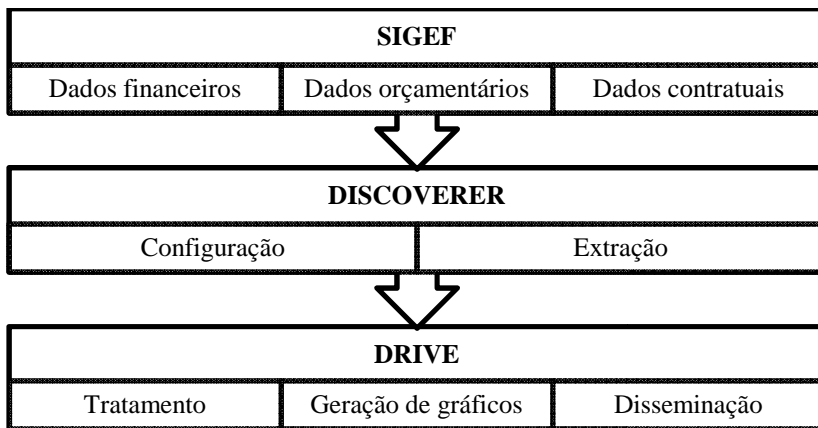 SIGEF
Dados financeiros Dados orçamentários Dados contratuais
DISCOVERER
Configuração Extração
DRIVE
Tratamento Geração de gráficos Disseminação